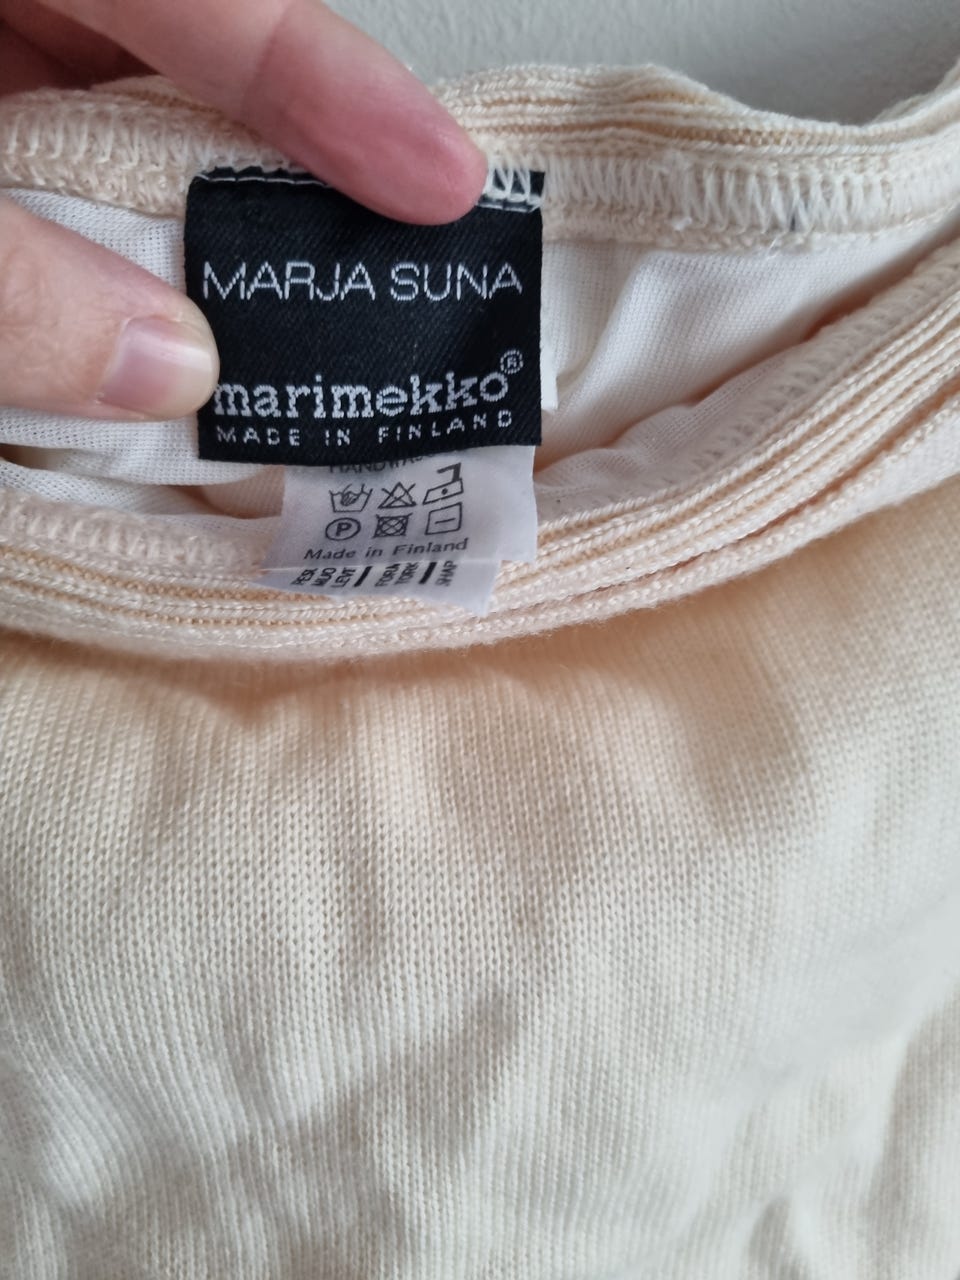 MARJA SUNA
marimekko®
MADE IN FINLAND
P
Made in Finland